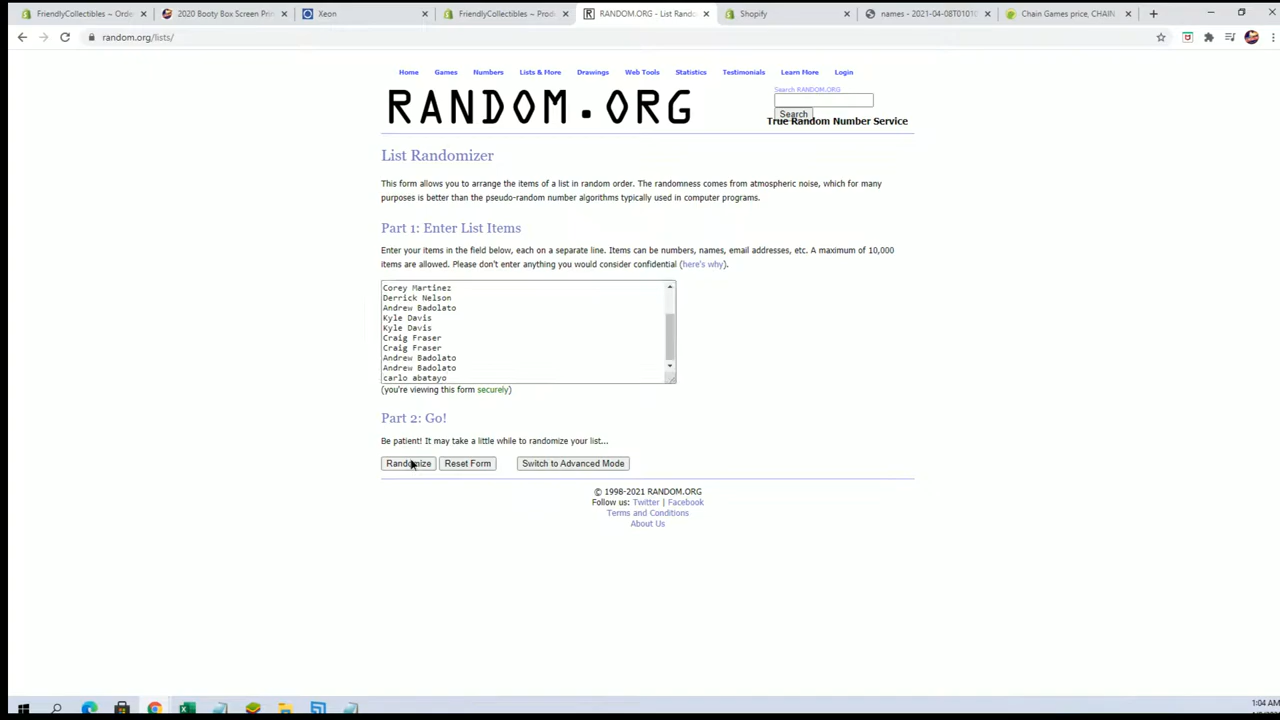 FriendlyCollectibles ~ Orde
2020 Booty Box Screen Prin
Xeon
FriendlyCollectibles ~ Prod
RANDOM.ORG - List Rando
Shopify
names - 2021-04-08T0101
Chain Games price, CHAIN
random.org/lists/
Home Games Numbers Lists & More Drawings Web Tools Statistics Testimonials Learn More Login
Search RANDOM.ORG
RANDOM.ORG
Search
True Random Number Service
List Randomizer
This form allows you to arrange the items of a list in random order. The randomness comes from atmospheric noise, which for many
purposes is better than the pseudo-random number algorithms typically used in computer programs.
Part 1: Enter List Items
Enter your items in the field below, each on a separate line. Items can be numbers, names, email addresses, etc. A maximum of 10,000
items are allowed. Please don't enter anything you would consider confidential (here's why).
Corey Martinez
Derrick Nelson
Andrew Badolato
Kyle Davis
Kyle Davis
Craig Fraser
Craig Fraser
Andrew Badolato
Andrew Badolato
carlo abatayo
(you're viewing this form securely)
Part 2: Go!
Be patient! It may take a little while to randomize your list...
Randomize Reset Form Switch to Advanced Mode
© 1998-2021 RANDOM.ORG
Follow us: Twitter | Facebook
Terms and Conditions
About Us
1:04 AM